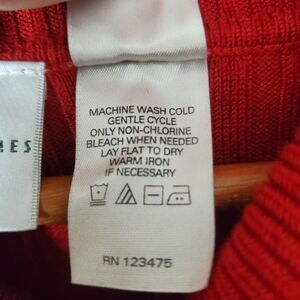 MACHINE WASH COLD
GENTLE CYCLE
ONLY NON-CHLORINE
BLEACH WHEN NEEDED
LAY FLAT TO DRY
WARM IRON
IF NECESSARY
RN 123475